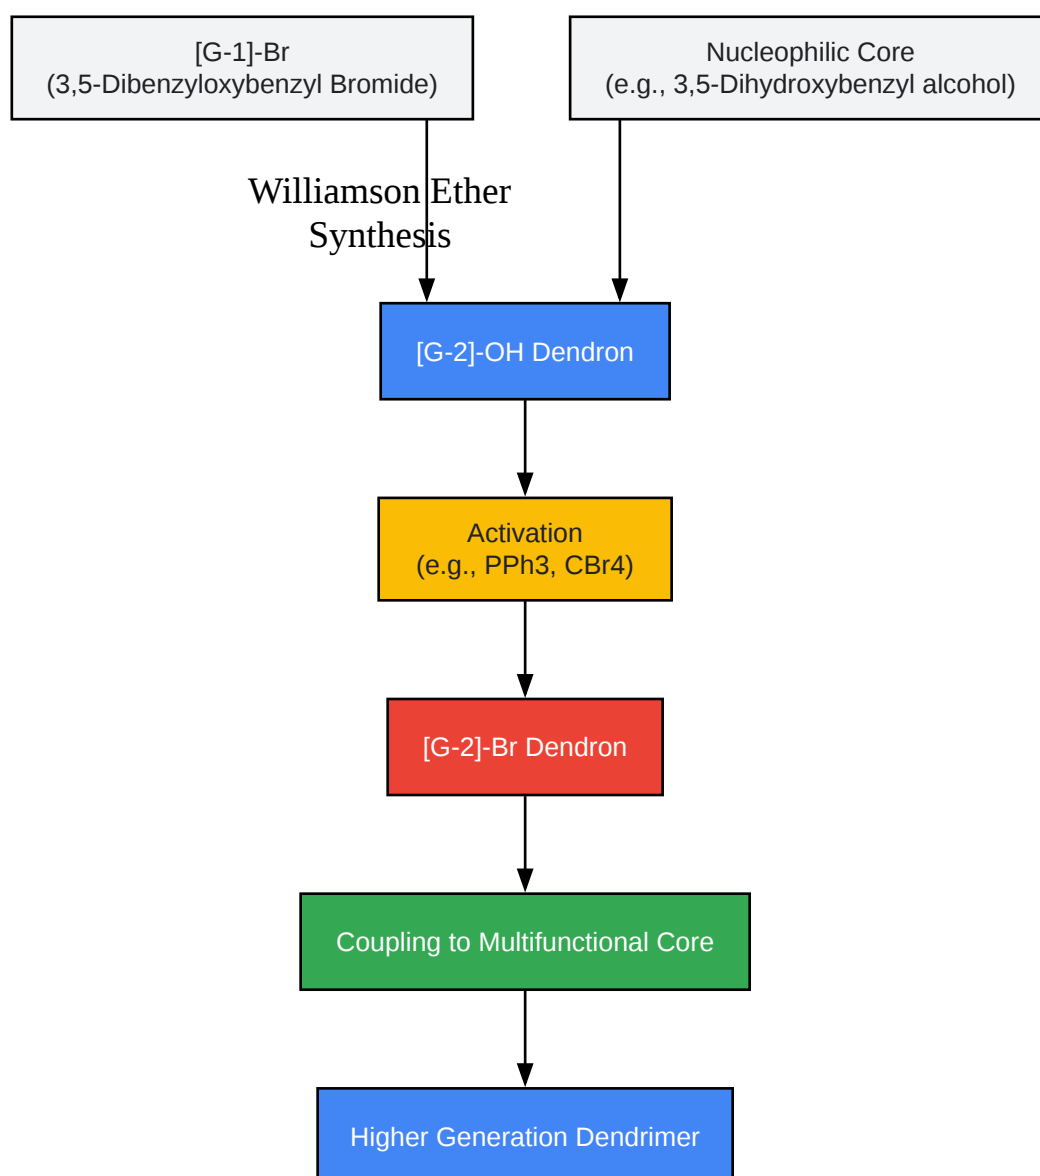 [G-1]-Br
(3,5-Dibenzyloxybenzyl Bromide)
Nucleophilic Core
(e.g., 3,5-Dihydroxybenzyl alcohol)
Williamson Ether
Synthesis
[G-2]-OH Dendron
Activation
(e.g., PPh3, CBr4)
[G-2]-Br Dendron
Coupling to Multifunctional Core
Higher Generation Dendrimer